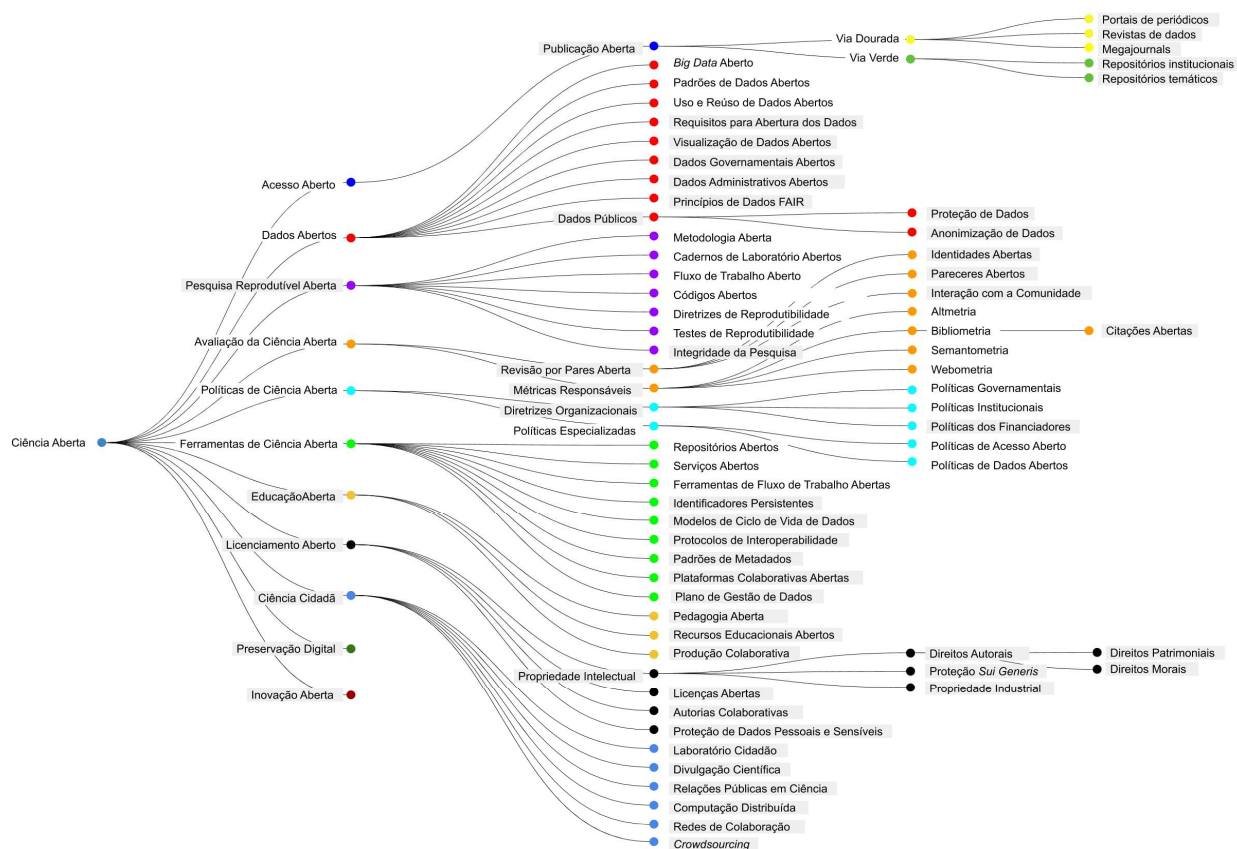 Ciência Aberta
Acesso Aberto
Publicação Aberta
Via Dourada
Portais de periódicos
Revistas de dados
Megajournals
Via Verde
Repositórios institucionais
Repositórios temáticos
Dados Abertos
Big Data Aberto
Padrões de Dados Abertos
Uso e Reúso de Dados Abertos
Requisitos para Abertura dos Dados
Visualização de Dados Abertos
Dados Governamentais Abertos
Dados Administrativos Abertos
Princípios de Dados FAIR
Dados Públicos
Proteção de Dados
Anonimização de Dados
Pesquisa Reprodutível Aberta
Metodologia Aberta
Cadernos de Laboratório Abertos
Fluxo de Trabalho Aberto
Códigos Abertos
Diretrizes de Reprodutibilidade
Testes de Reprodutibilidade
Integridade da Pesquisa
Avaliação da Ciência Aberta
Revisão por Pares Aberta
Identidades Abertas
Pareceres Abertos
Interação com a Comunidade
Métricas Responsáveis
Altmetria
Bibliometria
Citações Abertas
Semantometria
Webometria
Políticas de Ciência Aberta
Diretrizes Organizacionais
Políticas Governamentais
Políticas Institucionais
Políticas dos Financiadores
Políticas Especializadas
Políticas de Acesso Aberto
Políticas de Dados Abertos
Ferramentas de Ciência Aberta
Repositórios Abertos
Serviços Abertos
Ferramentas de Fluxo de Trabalho Abertas
Identificadores Persistentes
Modelos de Ciclo de Vida de Dados
Protocolos de Interoperabilidade
Padrões de Metadados
Plataformas Colaborativas Abertas
Plano de Gestão de Dados
EducaçãoAberta
Pedagogia Aberta
Recursos Educacionais Abertos
Produção Colaborativa
Licenciamento Aberto
Propriedade Intelectual
Direitos Autorais
Direitos Patrimoniais
Direitos Morais
Proteção Sui Generis
Propriedade Industrial
Licenças Abertas
Autorias Colaborativas
Proteção de Dados Pessoais e Sensíveis
Ciência Cidadã
Laboratório Cidadão
Divulgação Científica
Relações Públicas em Ciência
Computação Distribuída
Redes de Colaboração
Crowdsourcing
Preservação Digital
Inovação Aberta